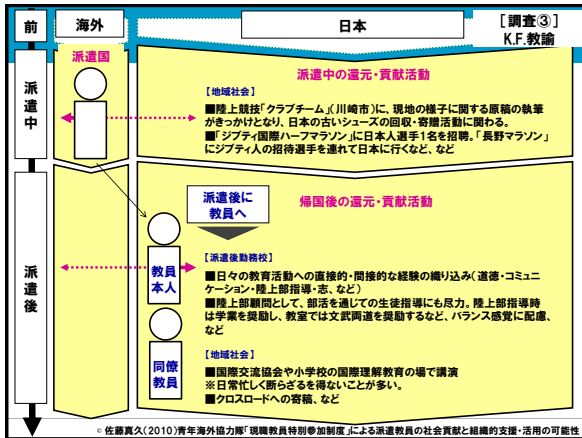 前
海外
日本
[調査③]
K.F.教諭
派遣中
派遣国
派遣中の還元・貢献活動
【地域社会】
■陸上競技「クラブチーム」(川崎市)に、現地の様子に関する原稿の執筆
がきっかけとなり、日本の古いシューズの回収・寄贈活動に関わる。
■「ジブティ国際ハーフマラソン」に日本人選手1名を招聘。「長野マラソン」
にジブティ人の招待選手を連れて日本に行くなど、など
派遣後
派遣後に
教員へ
帰国後の還元・貢献活動
教員
本人
【派遣後勤務校】
■日々の教育活動への直接的・間接的な経験の織り込み(道徳・コミュニ
ケーション・陸上部指導・志、など)
■陸上部顧問として、部活を通じての生徒指導にも尽力。陸上部指導時
は学業を奨励し、教室では文武両道を奨励するなど、バランス感覚に配慮、
など
同僚
教員
【地域社会】
■国際交流協会や小学校の国際理解教育の場で講演
※日常忙しく断らざるを得ないことが多い。
■クロスロードへの寄稿、など
© 佐藤真久(2010)青年海外協力隊「現職教員特別参加制度」による派遣教員の社会貢献と組織的支援・活用の可能性